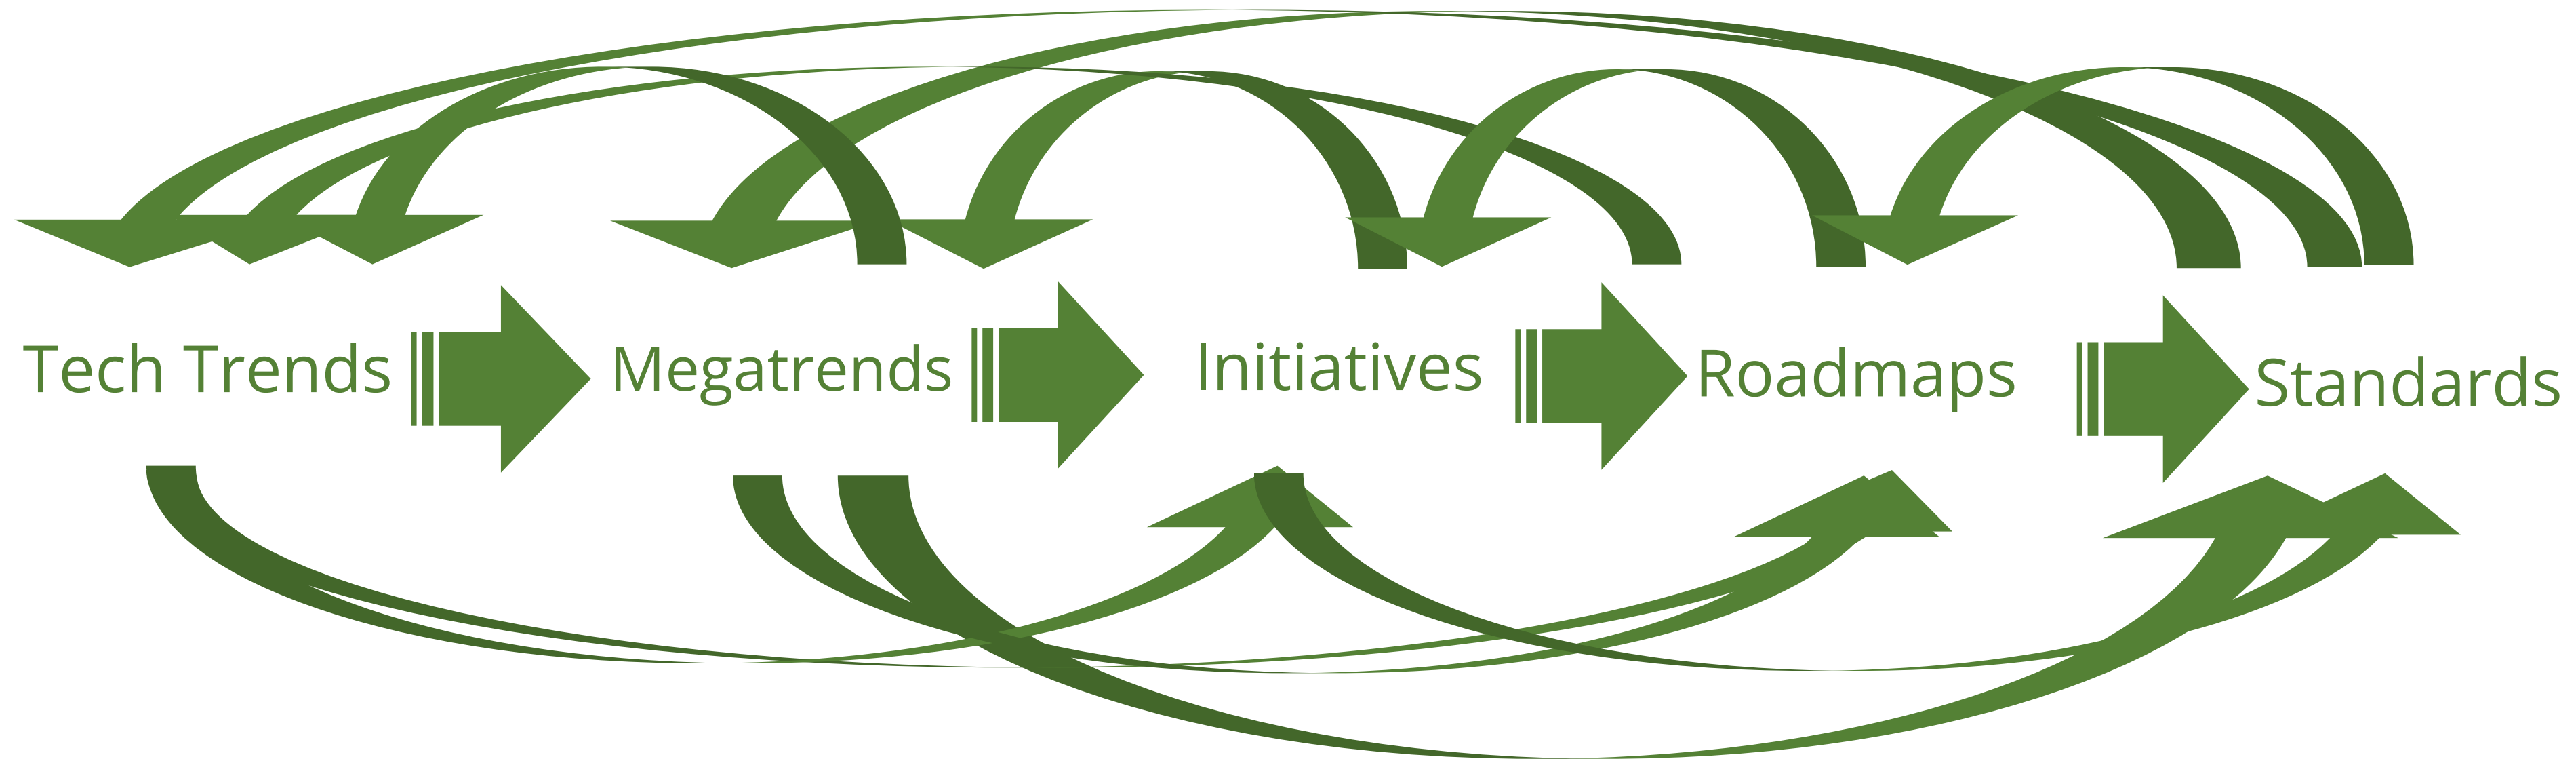 Tech Trends
Megatrends
Initiatives
Roadmaps
Standards